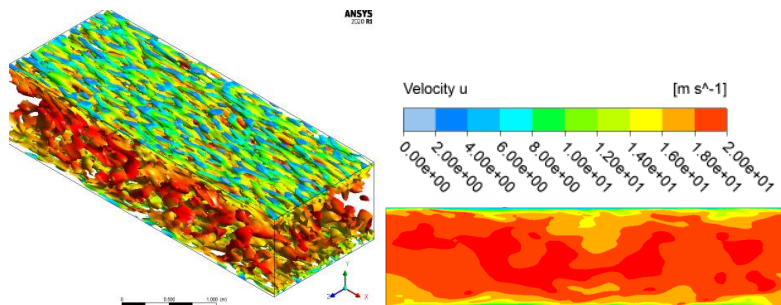 ANSYS
2020 R1
Velocity u
[m s^-1]
0.00e+00
2.00e+00
4.00e+00
6.00e+00
8.00e+00
1.00e+01
1.20e+01
1.40e+01
1.60e+01
1.80e+01
2.00e+01
Y
Z
X
0
0.500
1.000 (m)